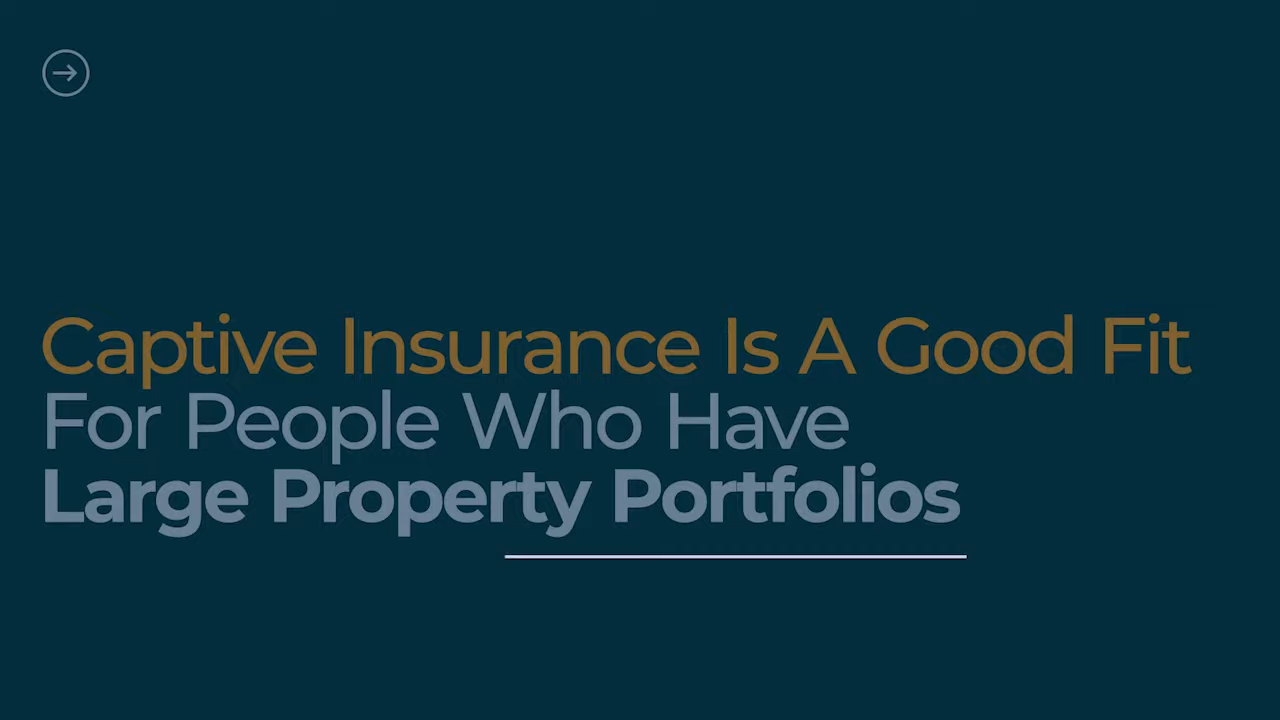 Captive Insurance Is A Good Fit
For People Who Have
Large Property Portfolios